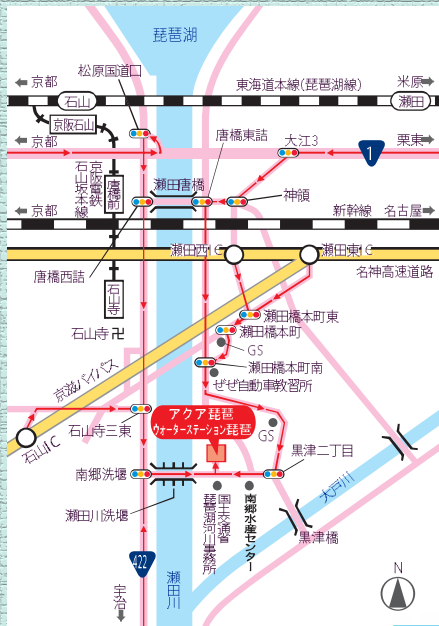 琵琶湖
松原国道口
京都
東海道本線(琵琶湖線)
米原
石山
瀬田
京阪石山
唐橋東詰
大江3
京都
栗東
1
京阪電鉄
石山坂本線
唐橋前
瀬田唐橋
神領
京都
新幹線
名古屋
瀬田西IC
瀬田東IC
唐橋西詰
名神高速道路
石山寺
石山寺卍
瀬田橋本町東
瀬田橋本町
GS
瀬田橋本町南
ぜぜ自動車教習所
京滋バイパス
アクア琵琶
ウォーターステーション琵琶
GS
石山寺三東
石山IC
黒津二丁目
南郷洗堰
大戸川
瀬田川洗堰
国土交通省
琵琶湖河川事務所
南郷水産センター
黒津橋
422
宇治
瀬田川
N